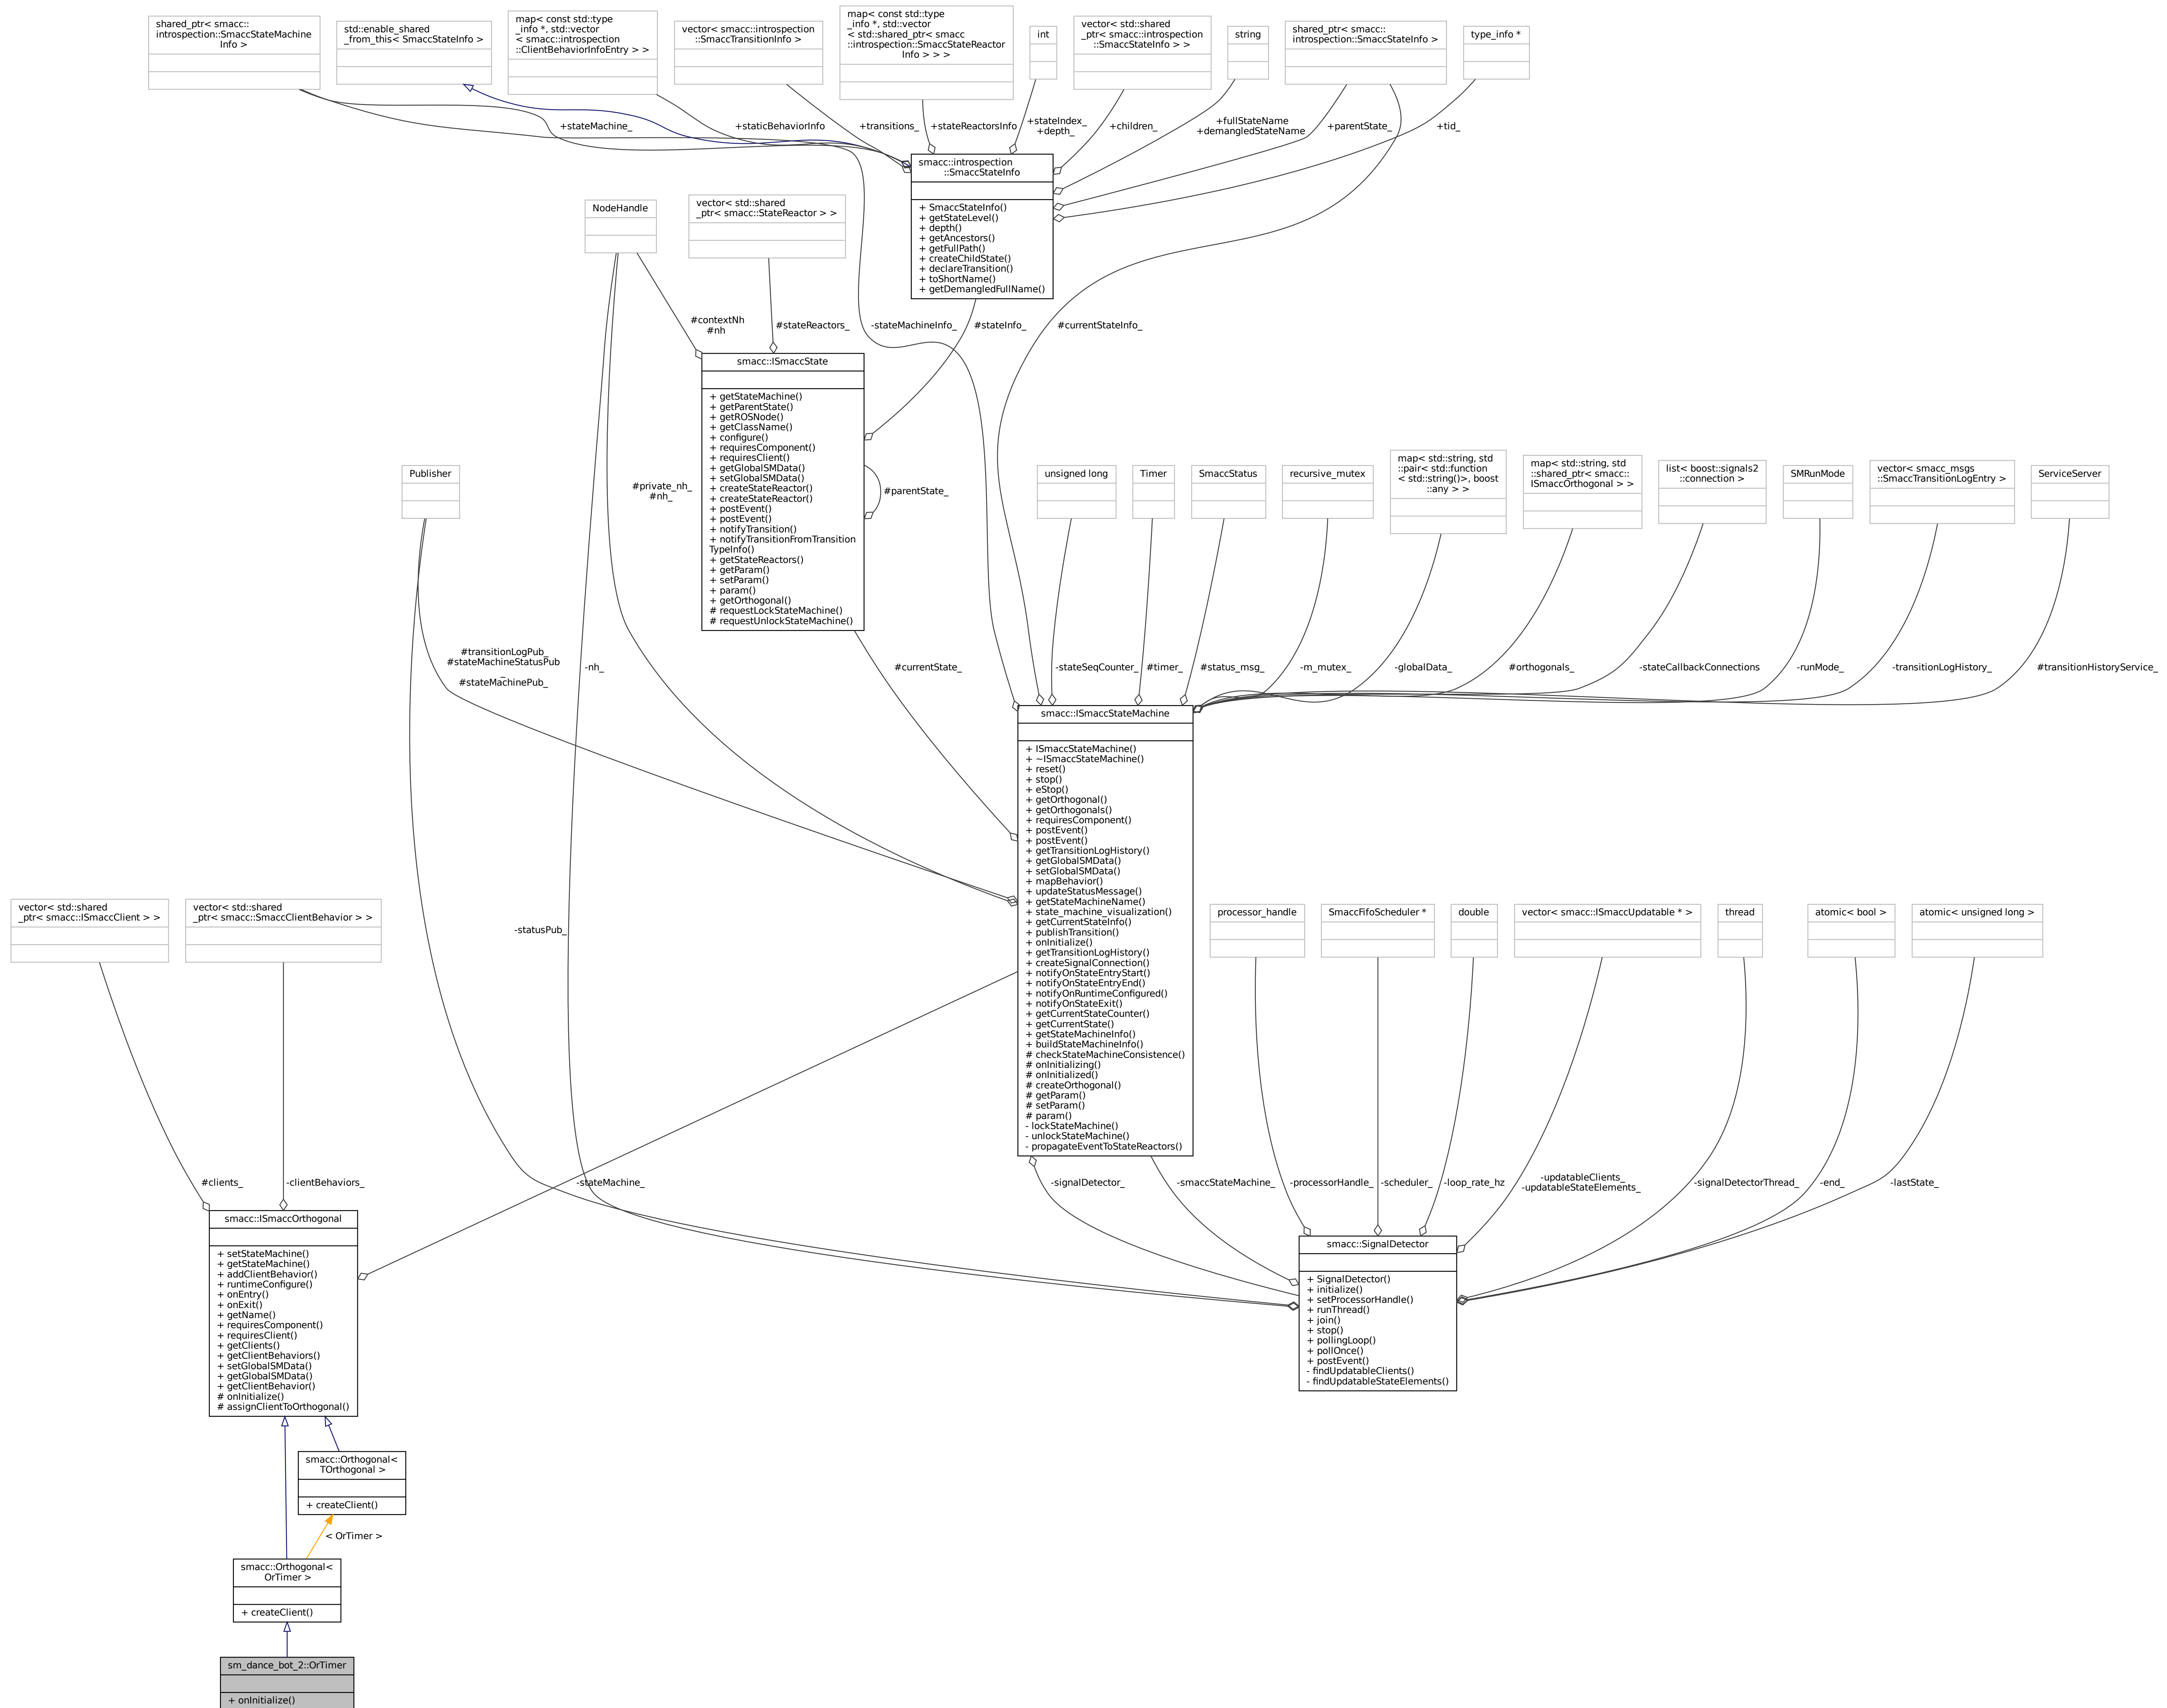 shared_ptr< smacc::
introspection::SmaccStateMachine
Info >
std::enable_shared
_from_this< SmaccStateInfo >
map< const std::type
_info *, std::vector
< smacc::introspection
::ClientBehaviorInfoEntry > >
vector< smacc::introspection
::SmaccTransitionInfo >
map< const std::type
_info *, std::vector
< std::shared_ptr< smacc
::introspection::SmaccStateReactor
Info > > >
int
vector< std::shared
_ptr< smacc::introspection
::SmaccStateInfo > >
string
shared_ptr< smacc::
introspection::SmaccStateInfo >
type_info *
+stateMachine_
+staticBehaviorInfo
+transitions_
+stateReactorsInfo
+stateIndex_
+depth_
+children_
+fullStateName
+demangledStateName
+parentState_
+tid_
smacc::introspection
::SmaccStateInfo
+ SmaccStateInfo()
+ getStateLevel()
+ depth()
+ getAncestors()
+ getFullPath()
+ createChildState()
+ declareTransition()
+ toShortName()
+ getDemangledFullName()
NodeHandle
vector< std::shared
_ptr< smacc::StateReactor > >
#contextNh
#nh
#stateReactors_
-stateMachineInfo_
#stateInfo_
#currentStateInfo_
smacc::ISmaccState
+ getStateMachine()
+ getParentState()
+ getROSNode()
+ getClassName()
+ configure()
+ requiresComponent()
+ requiresClient()
+ getGlobalSMData()
+ setGlobalSMData()
+ createStateReactor()
+ createStateReactor()
+ postEvent()
+ postEvent()
+ notifyTransition()
+ notifyTransitionFromTransition
TypeInfo()
+ getStateReactors()
+ getParam()
+ setParam()
+ param()
+ getOrthogonal()
# requestLockStateMachine()
# requestUnlockStateMachine()
#parentState_
Publisher
#private_nh_
#nh_
unsigned long
Timer
SmaccStatus
recursive_mutex
map< std::string, std
::pair< std::function
< std::string()>, boost
::any > >
map< std::string, std
::shared_ptr< smacc::
ISmaccOrthogonal > >
list< boost::signals2
::connection >
SMRunMode
vector< smacc_msgs
::SmaccTransitionLogEntry >
ServiceServer
#transitionLogPub_
#stateMachineStatusPub
_
#stateMachinePub_
-nh_
#currentState_
-stateSeqCounter_
#timer_
#status_msg_
-m_mutex_
-globalData_
#orthogonals_
-stateCallbackConnections
-runMode_
-transitionLogHistory_
#transitionHistoryService_
smacc::ISmaccStateMachine
+ ISmaccStateMachine()
+ ~ISmaccStateMachine()
+ reset()
+ stop()
+ eStop()
+ getOrthogonal()
+ getOrthogonals()
+ requiresComponent()
+ postEvent()
+ postEvent()
+ getTransitionLogHistory()
+ getGlobalSMData()
+ setGlobalSMData()
+ mapBehavior()
+ updateStatusMessage()
+ getStateMachineName()
+ state_machine_visualization()
+ getCurrentStateInfo()
+ publishTransition()
+ onInitialize()
+ getTransitionLogHistory()
+ createSignalConnection()
+ notifyOnStateEntryStart()
+ notifyOnStateEntryEnd()
+ notifyOnRuntimeConfigured()
+ notifyOnStateExit()
+ getCurrentStateCounter()
+ getCurrentState()
+ getStateMachineInfo()
+ buildStateMachineInfo()
# checkStateMachineConsistence()
# onInitializing()
# onInitialized()
# createOrthogonal()
# getParam()
# setParam()
# param()
- lockStateMachine()
- unlockStateMachine()
- propagateEventToStateReactors()
vector< std::shared
_ptr< smacc::ISmaccClient > >
vector< std::shared
_ptr< smacc::SmaccClientBehavior > >
-statusPub_
processor_handle
SmaccFifoScheduler *
double
vector< smacc::ISmaccUpdatable * >
thread
atomic< bool >
atomic< unsigned long >
#clients_
-clientBehaviors_
-stateMachine_
-signalDetector_
-smaccStateMachine_
-processorHandle_
-scheduler_
-loop_rate_hz
-updatableClients_
-updatableStateElements_
-signalDetectorThread_
-end_
-lastState_
smacc::ISmaccOrthogonal
+ setStateMachine()
+ getStateMachine()
+ addClientBehavior()
+ runtimeConfigure()
+ onEntry()
+ onExit()
+ getName()
+ requiresComponent()
+ requiresClient()
+ getClients()
+ getClientBehaviors()
+ setGlobalSMData()
+ getGlobalSMData()
+ getClientBehavior()
# onInitialize()
# assignClientToOrthogonal()
smacc::SignalDetector
+ SignalDetector()
+ initialize()
+ setProcessorHandle()
+ runThread()
+ join()
+ stop()
+ pollingLoop()
+ pollOnce()
+ postEvent()
- findUpdatableClients()
- findUpdatableStateElements()
smacc::Orthogonal<
TOrthogonal >
+ createClient()
< OrTimer >
smacc::Orthogonal<
OrTimer >
+ createClient()
sm_dance_bot_2::OrTimer
+ onInitialize()